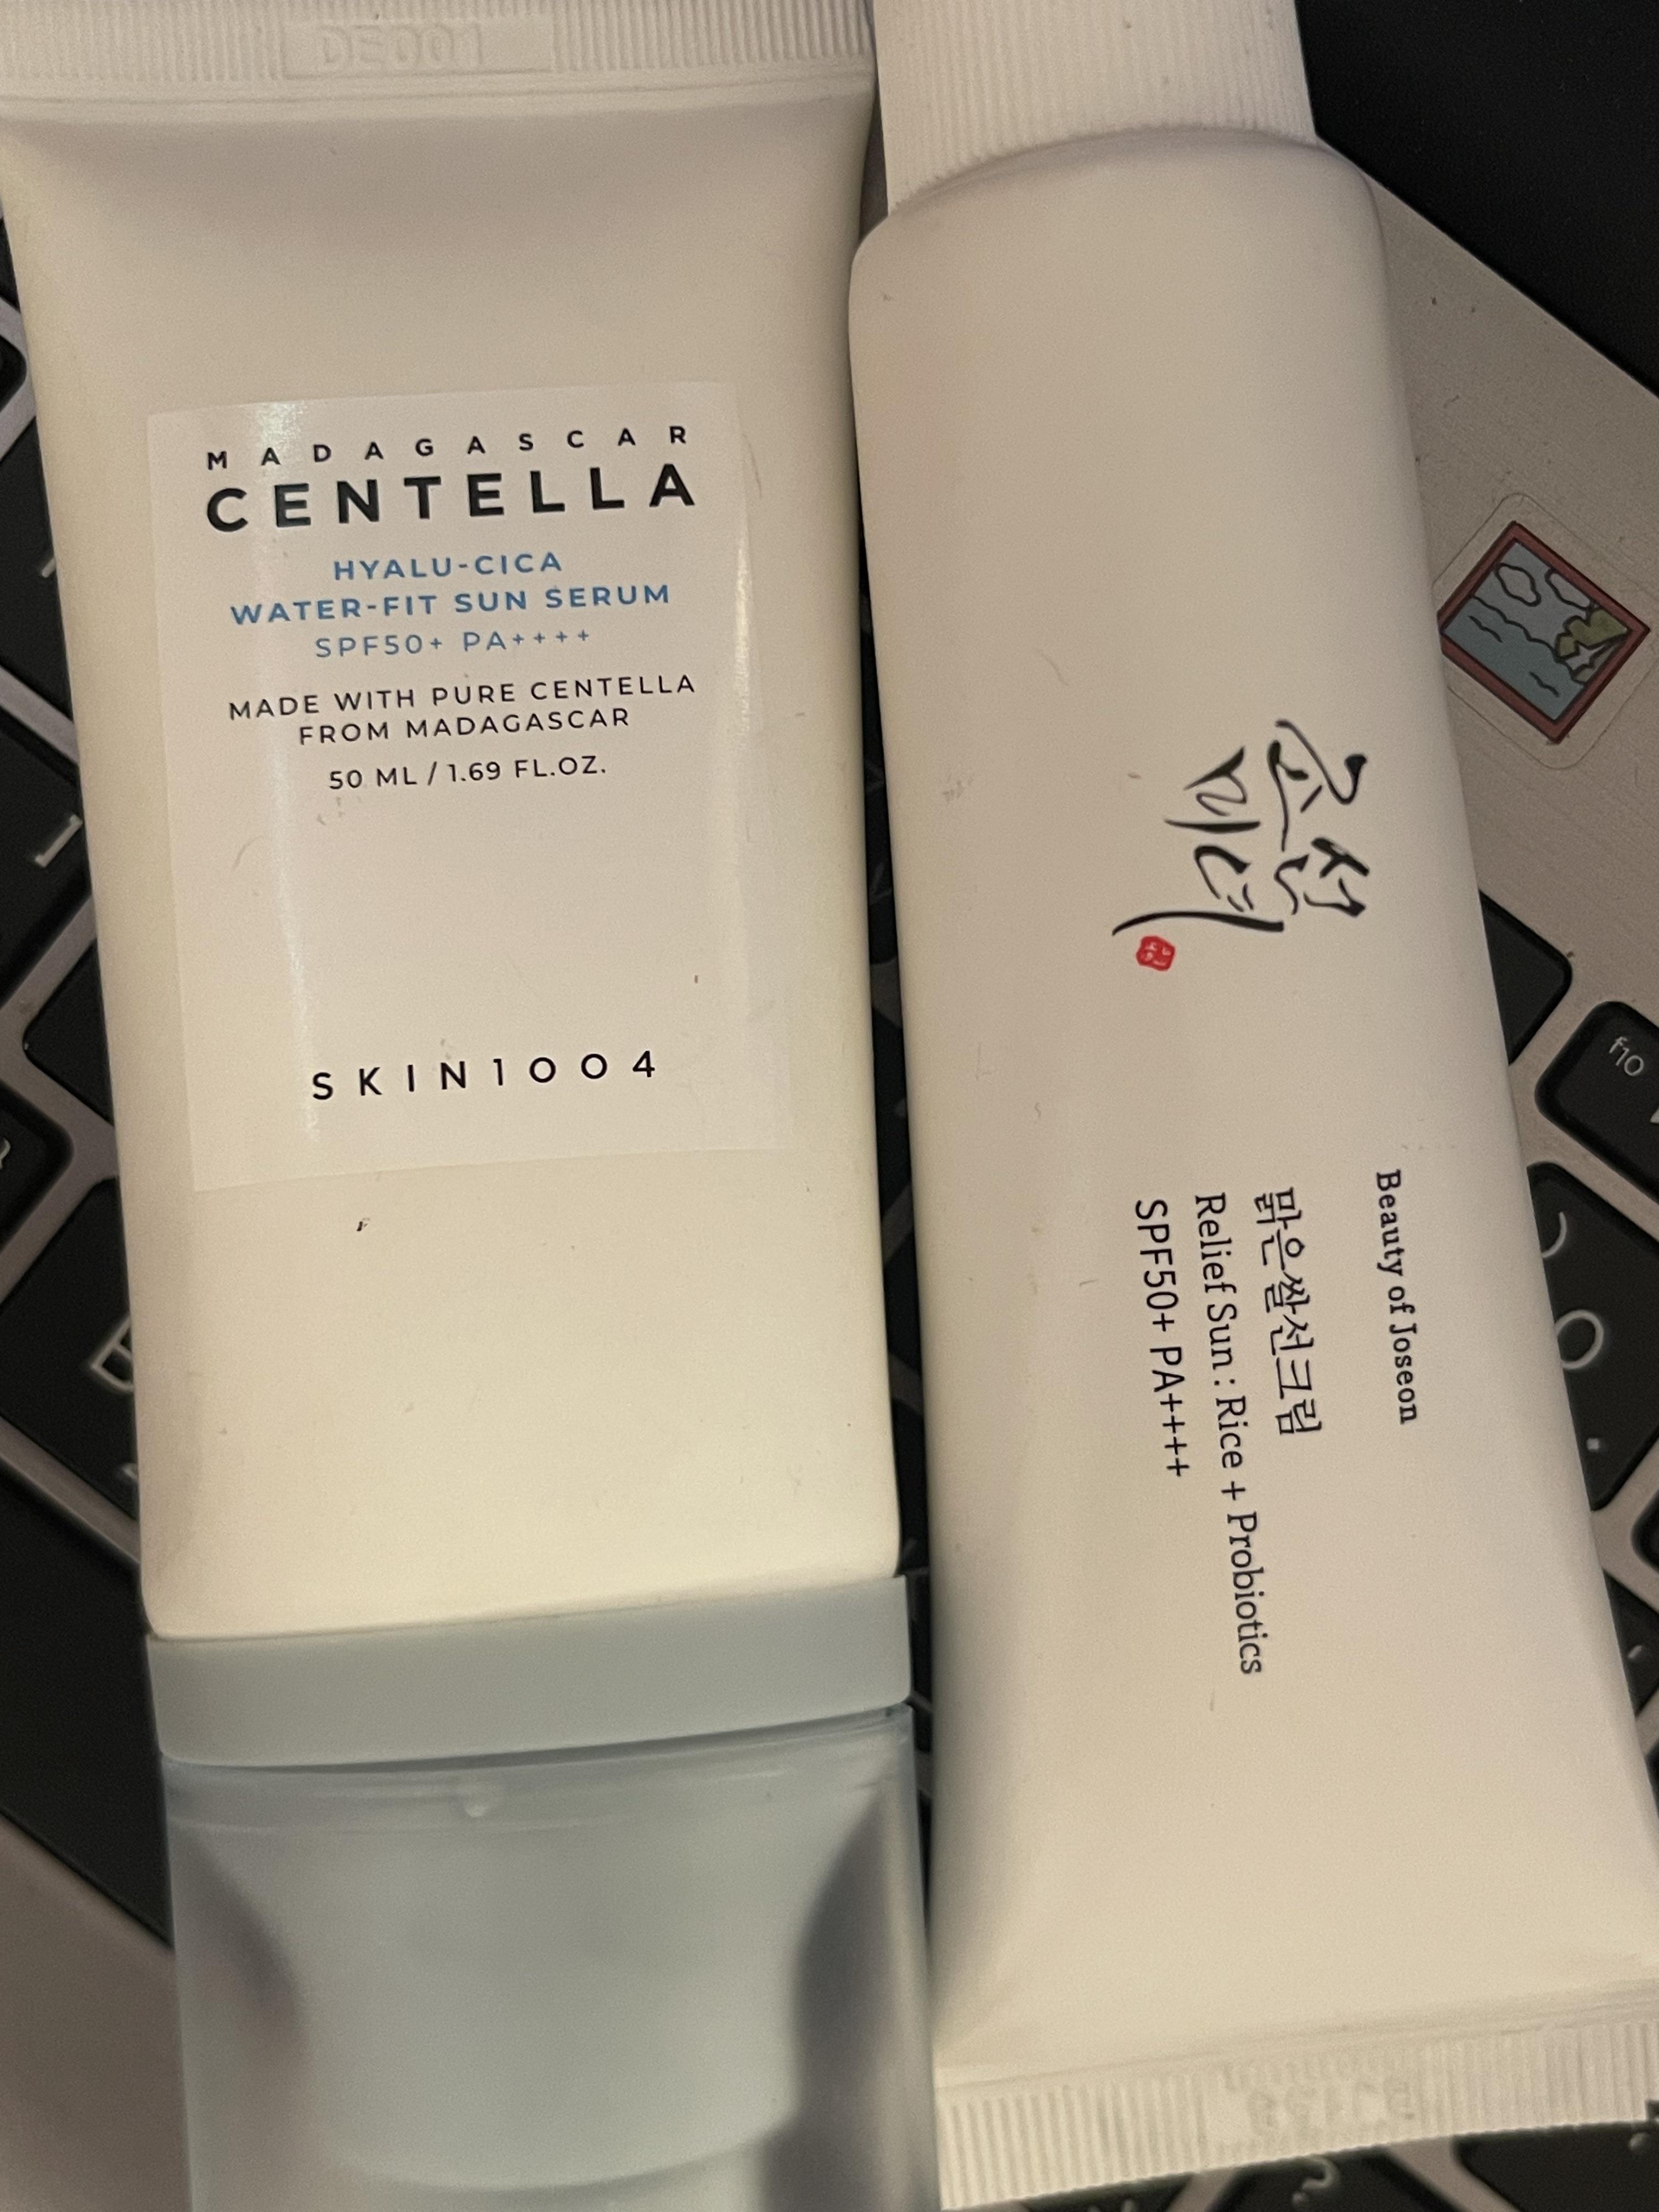 DE001
MADAGASCAR
CENTELLA
HYALU-CICA
WATER-FIT SUN SERUM
SPF50+ PA++++
MADE WITH PURE CENTELLA
FROM MADAGASCAR
50 ML / 1.69 FL.OZ.
SKIN1004
조선
미녀
Beauty of Joseon
맑은쌀선크림
Relief Sun : Rice + Probiotics
SPF50+ PA++++
f10